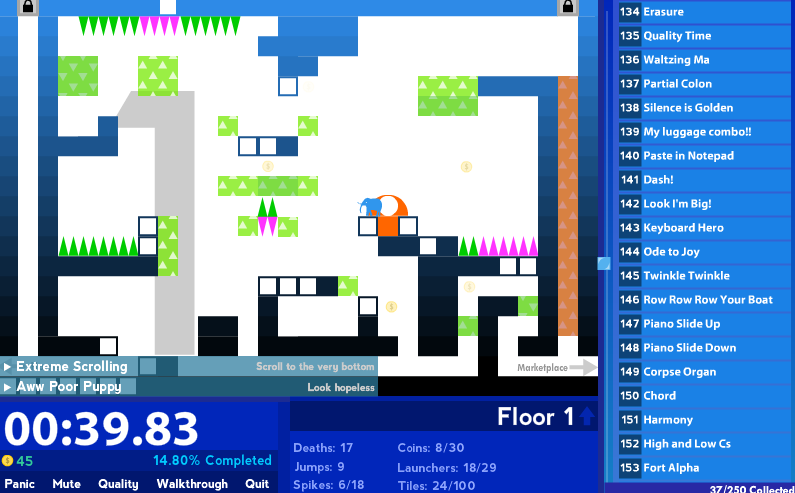 134 Erasure
135 Quality Time
136 Waltzing Ma
137 Partial Colon
138 Silence is Golden
139 My luggage combo!!
140 Paste in Notepad
141 Dash!
142 Look I'm Big!
143 Keyboard Hero
144 Ode to Joy
145 Twinkle Twinkle
146 Row Row Row Your Boat
147 Piano Slide Up
148 Piano Slide Down
149 Corpse Organ
150 Chord
151 Harmony
152 High and Low Cs
153 Fort Alpha
37/250 Collected
Marketplace
Extreme Scrolling Scroll to the very bottom
Aww Poor Puppy Look hopeless
00:39.83
45 14.80% Completed
Panic Mute Quality Walkthrough Quit
Floor 1
Deaths: 17 Coins: 8/30
Jumps: 9 Launchers: 18/29
Spikes: 6/18 Tiles: 24/100